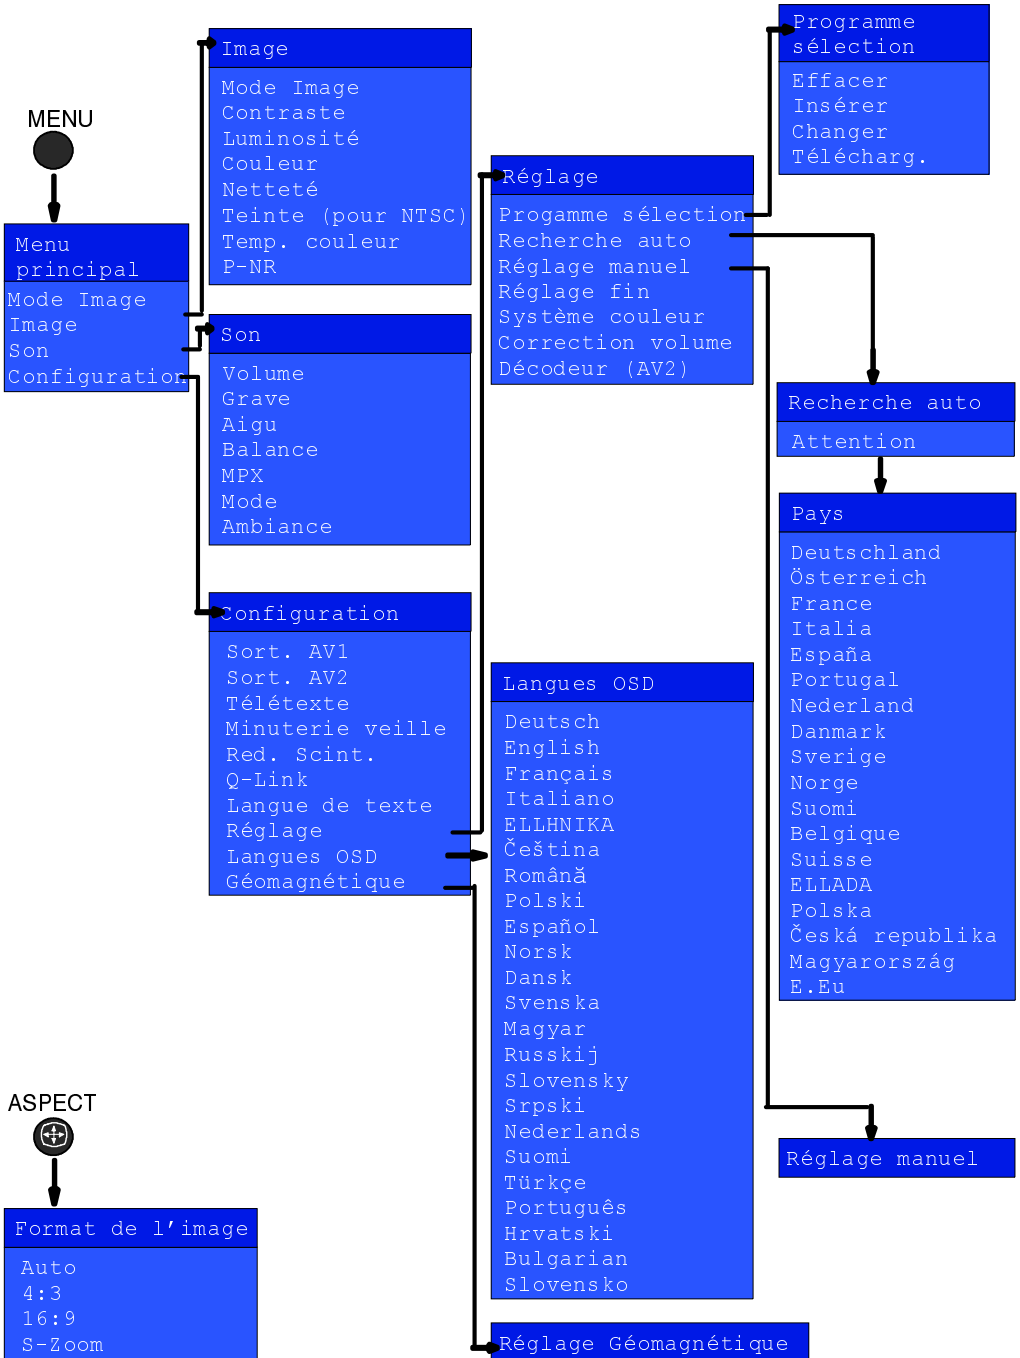 MENU
Menu
principal
Mode Image
Image
Son
Configuration
Image
Mode Image
Contraste
Luminosité
Couleur
Netteté
Teinte (pour NTSC)
Temp. couleur
P-NR
Son
Volume
Grave
Aigu
Balance
MPX
Mode
Ambiance
Configuration
Sort. AV1
Sort. AV2
Télétexte
Minuterie veille
Red. Scint.
Q-Link
Langue de texte
Réglage
Langues OSD
Géomagnétique
Réglage
Progamme sélection
Recherche auto
Réglage manuel
Réglage fin
Système couleur
Correction volume
Décodeur (AV2)
Programme
sélection
Effacer
Insérer
Changer
Télécharg.
Recherche auto
Attention
Pays
Deutschland
Österreich
France
Italia
España
Portugal
Nederland
Danmark
Sverige
Norge
Suomi
Belgique
Suisse
ELLADA
Polska
Česká republika
Magyarország
E.Eu
Langues OSD
Deutsch
English
Français
Italiano
ELLHNIKA
Čeština
Română
Polski
Español
Norsk
Dansk
Svenska
Magyar
Russkij
Slovensky
Srpski
Nederlands
Suomi
Türkçe
Português
Hrvatski
Bulgarian
Slovensko
Réglage manuel
Réglage Géomagnétique
ASPECT
Format de l'image
Auto
4:3
16:9
S-Zoom